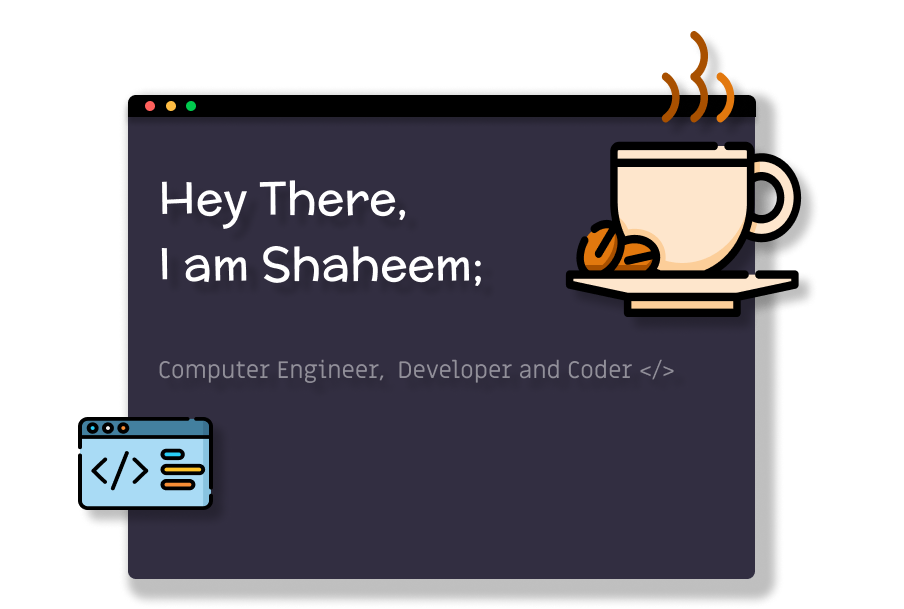 Hey There,
I am Shaheem;
Computer Engineer, Developer and Coder </>
</>